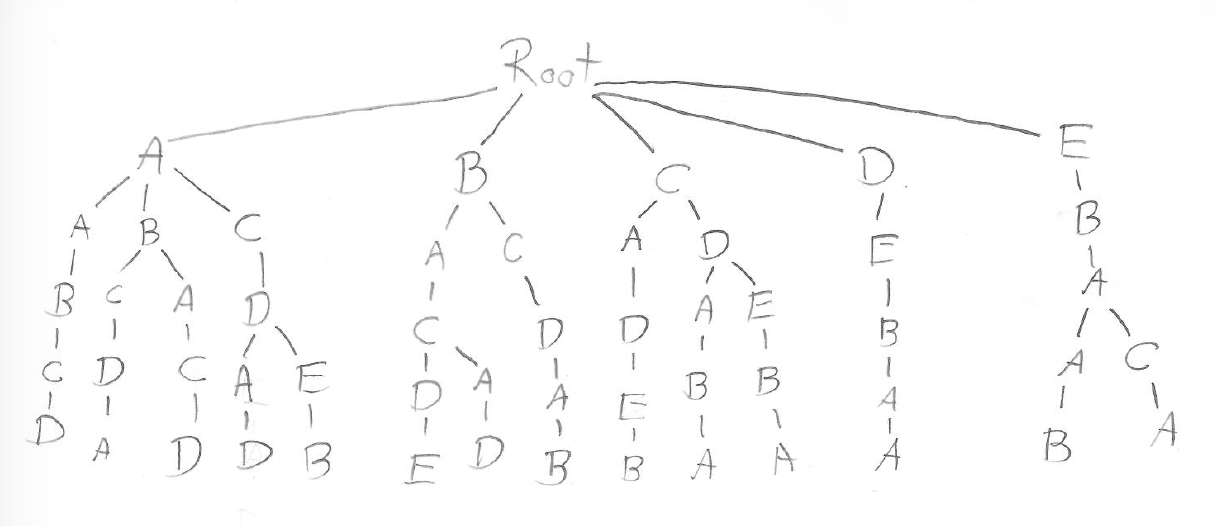 Root
A B C D E
A B C A C A D E B
B C A D C D D A E B A
C D C A E D A A E B B A A C
D A D D B E D B B A A A B A